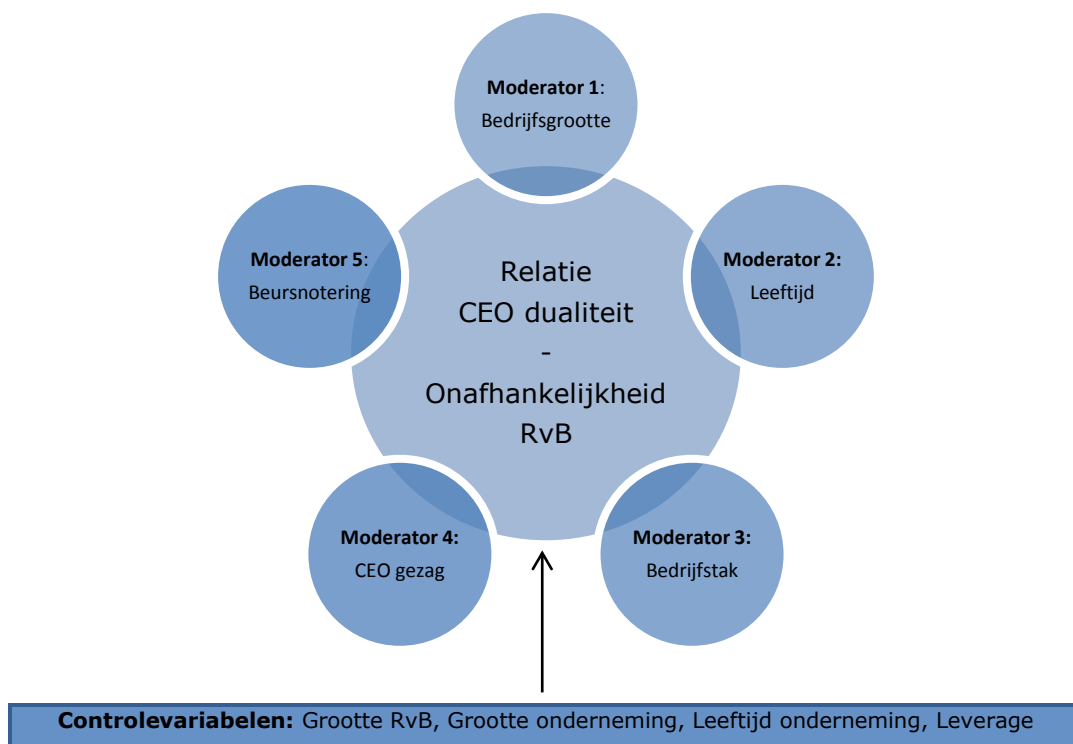 Moderator 1:
Bedrijfsgrootte
Moderator 5:
Beursnotering
Relatie
CEO dualiteit
-
Onafhankelijkheid
RvB
Moderator 2:
Leeftijd
Moderator 4:
CEO gezag
Moderator 3:
Bedrijfstak
Controlevariabelen: Grootte RvB, Grootte onderneming, Leeftijd onderneming, Leverage